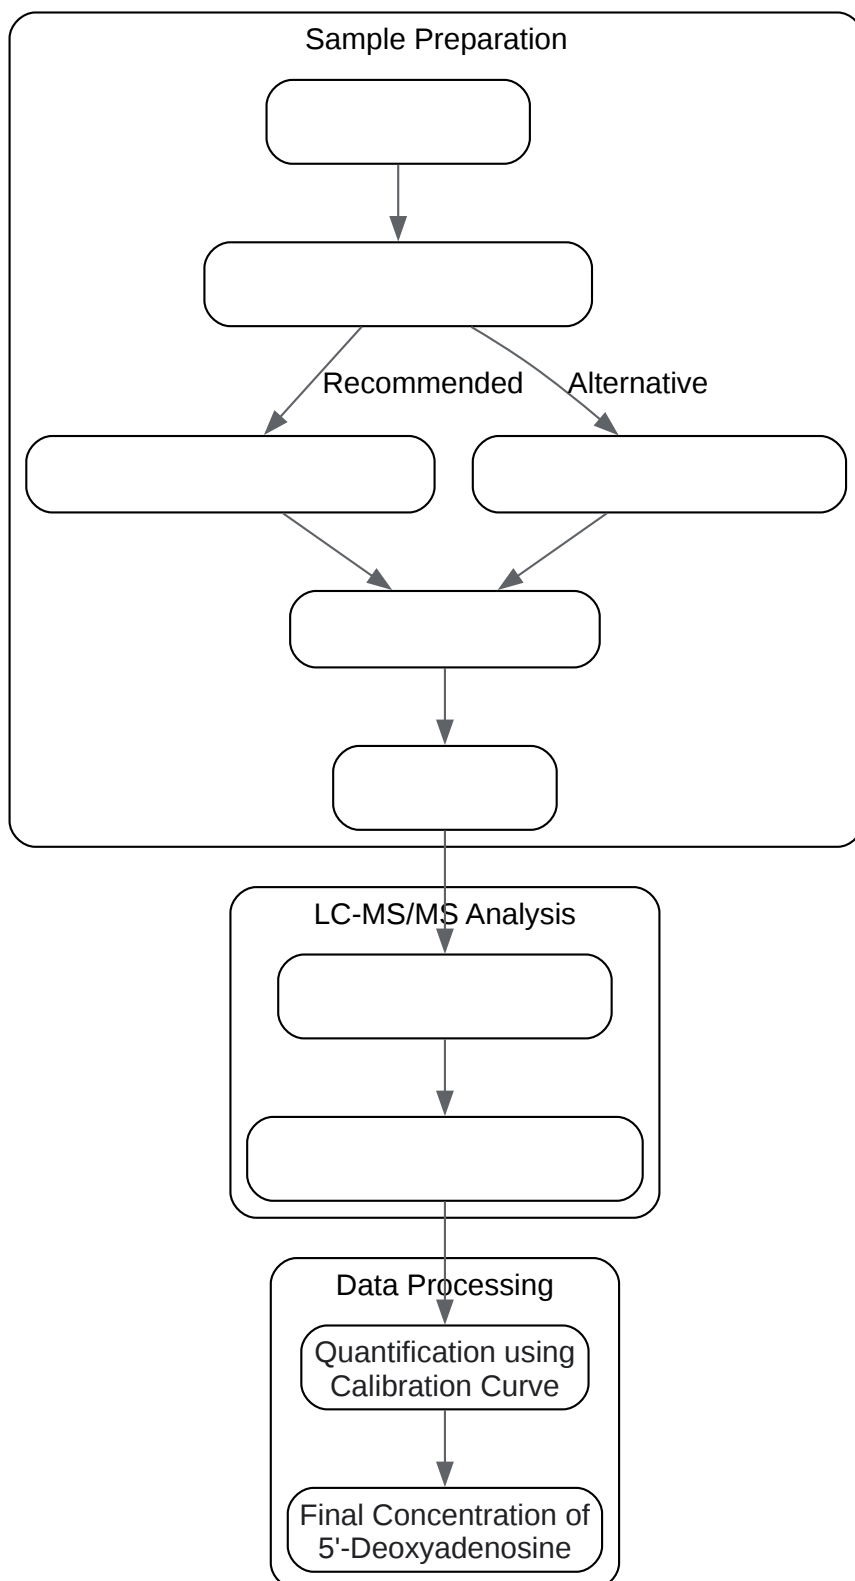 Sample Preparation
Recommended
Alternative
LC-MS/MS Analysis
Data Processing
Quantification using
Calibration Curve
Final Concentration of
5'-Deoxyadenosine